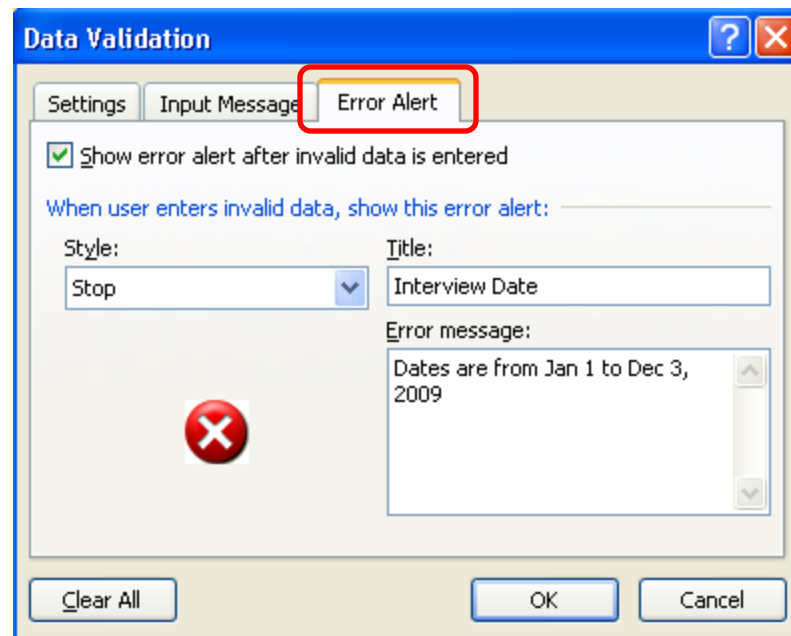 Data Validation
Settings Input Message Error Alert
Show error alert after invalid data is entered
When user enters invalid data, show this error alert:
Style: Title:
Stop Interview Date
Error message:
Dates are from Jan 1 to Dec 3,
2009
Clear All OK Cancel